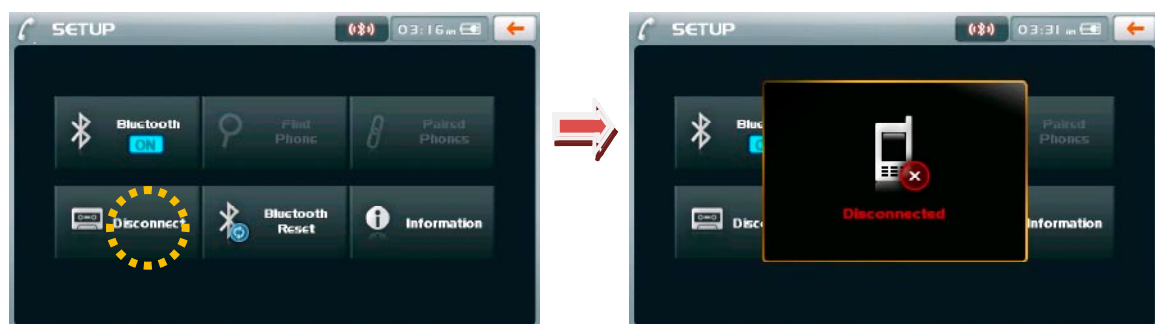 SETUP
03:16
Bluetooth
ON
Find
Phone
Paired
Phones
Disconnect
Bluetooth
Reset
Information
SETUP
03:31
Paired
Phones
Disconnected
Information